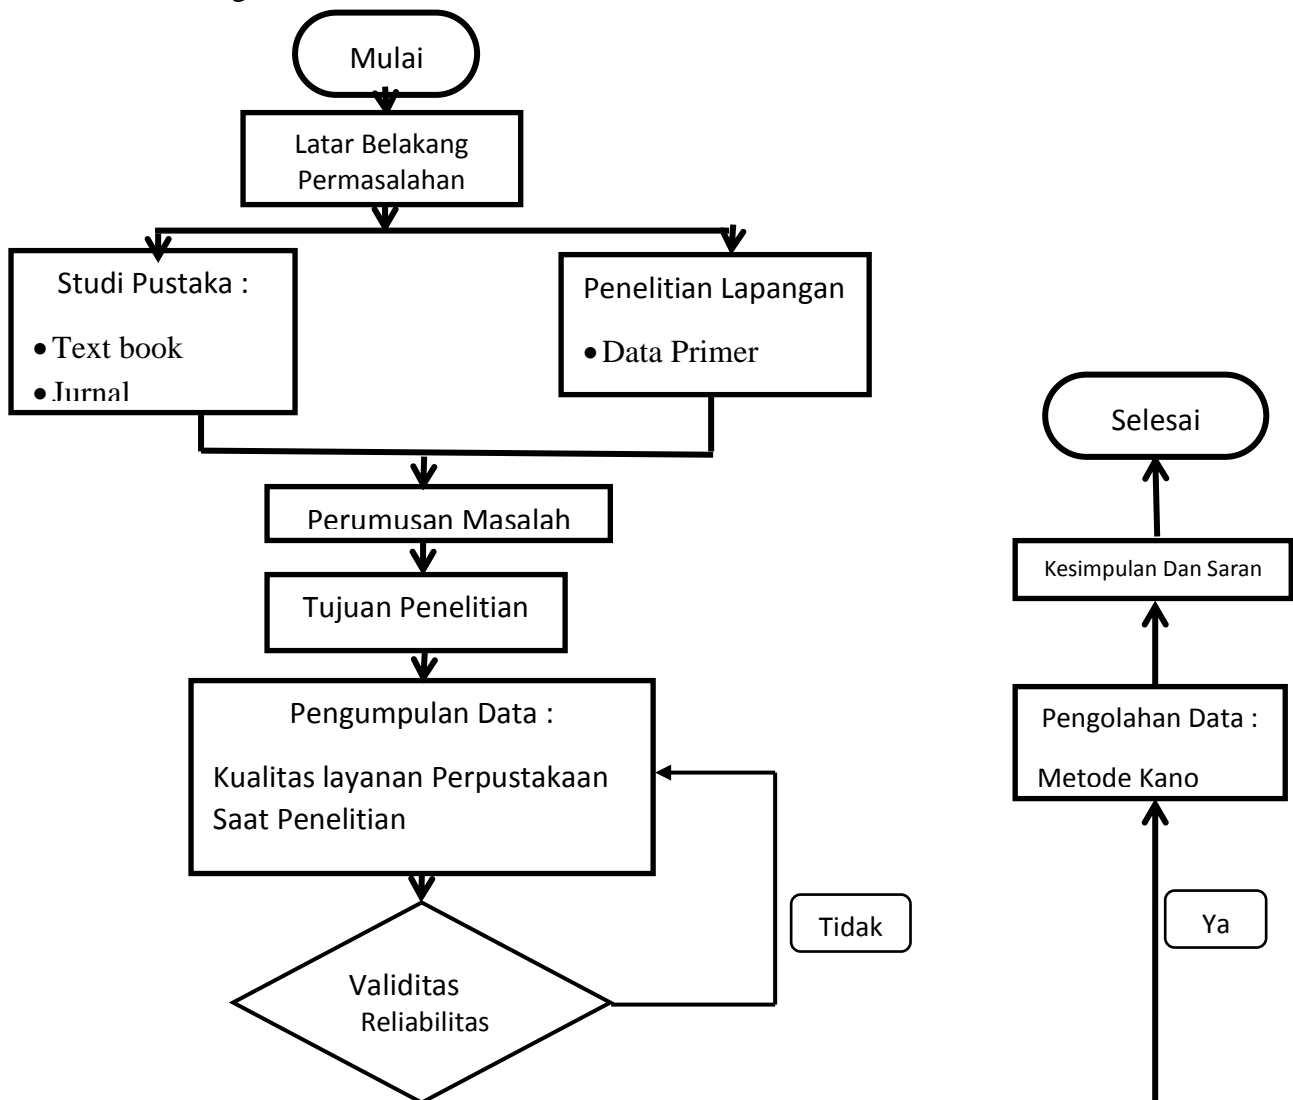 Mulai
Latar Belakang
Permasalahan
Studi Pustaka :
• Text book
• Jurnal
Penelitian Lapangan
• Data Primer
Perumusan Masalah
Tujuan Penelitian
Pengumpulan Data :
Kualitas layanan Perpustakaan
Saat Penelitian
Validitas
Reliabilitas
Tidak
Ya
Pengolahan Data :
Metode Kano
Kesimpulan Dan Saran
Selesai